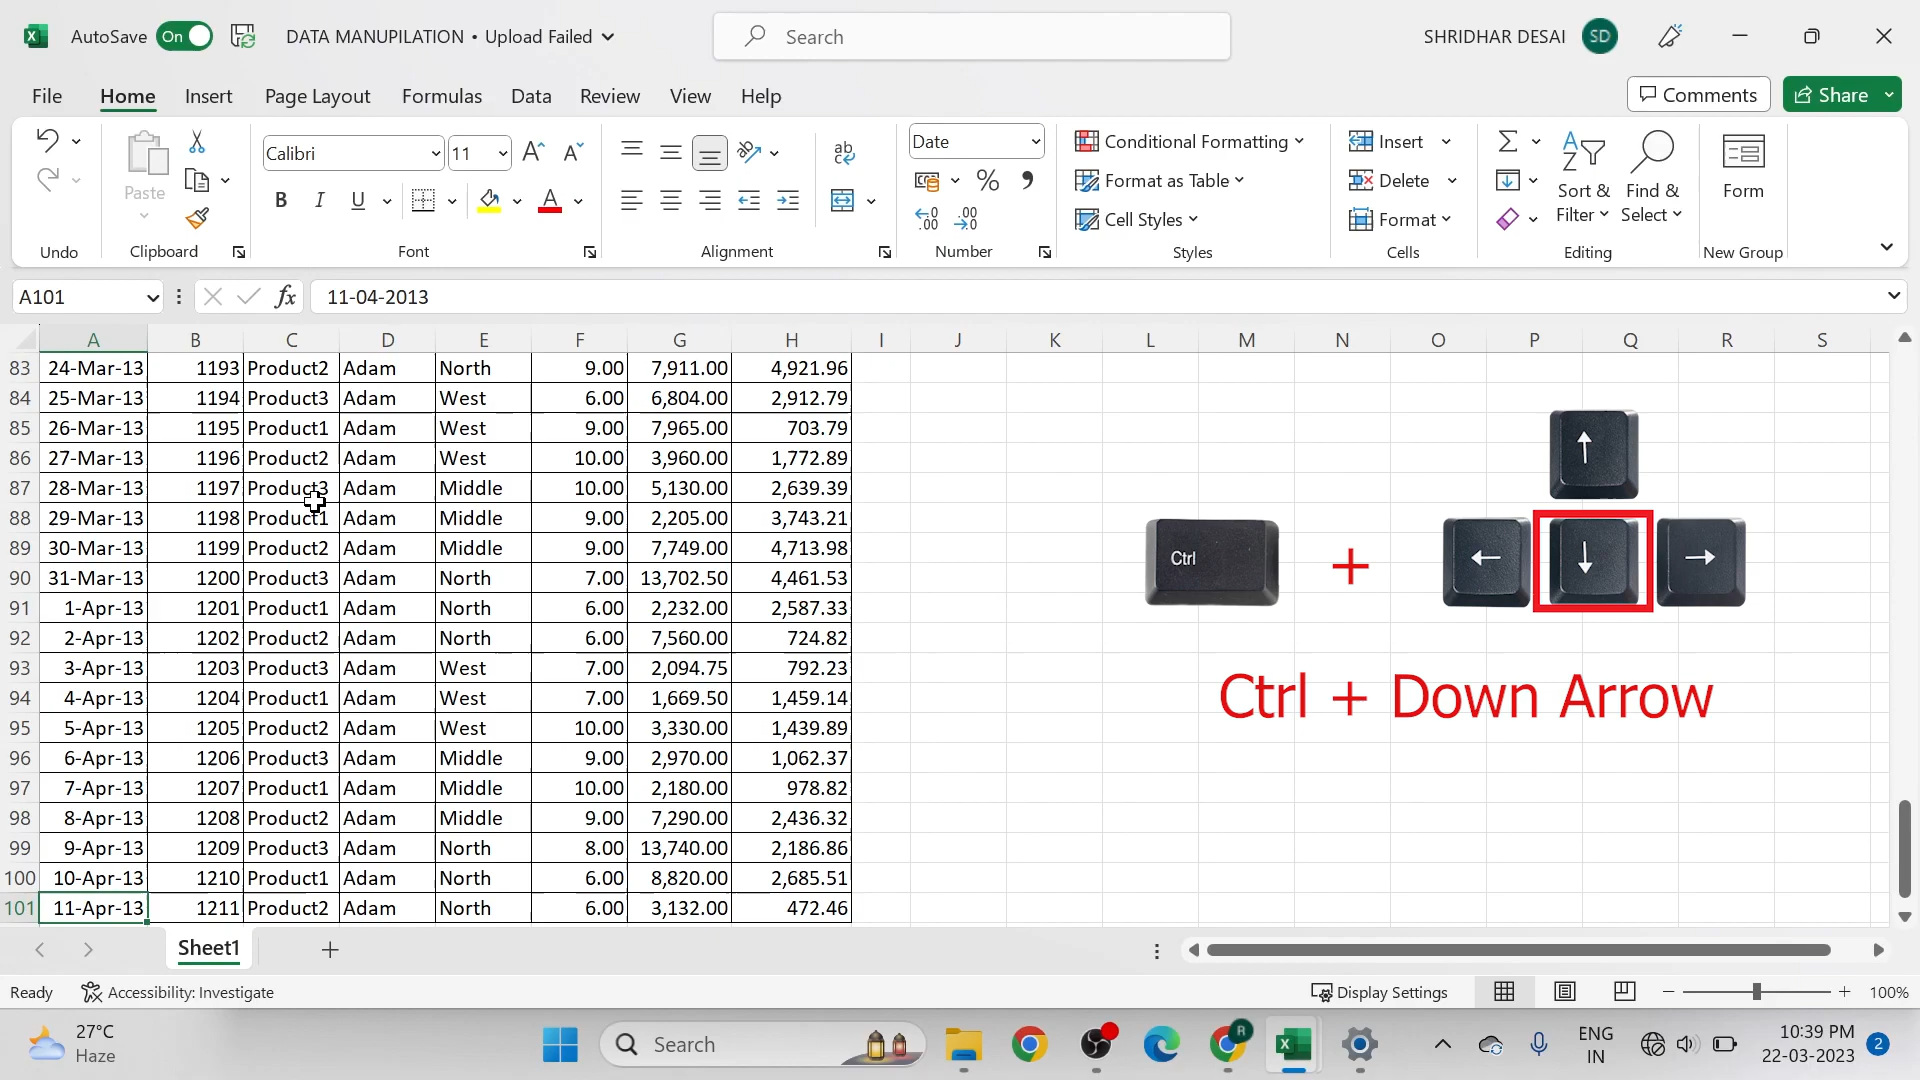 AutoSave On DATA MANUPILATION • Upload Failed Search SHRIDHAR DESAI SD
File Home Insert Page Layout Formulas Data Review View Help Comments Share
Paste Calibri 11 A A ab c Date Conditional Formatting Insert Σ A Z Form
B I U A % , .00 .00 Format as Table Delete Sort & Filter Find & Select
Cell Styles Format
Undo Clipboard Font Alignment Number Styles Cells Editing New Group
A101 fx 11-04-2013
A B C D E F G H I J K L M N O P Q R S
83 24-Mar-13 1193 Product2 Adam North 9.00 7,911.00 4,921.96
84 25-Mar-13 1194 Product3 Adam West 6.00 6,804.00 2,912.79
85 26-Mar-13 1195 Product1 Adam West 9.00 7,965.00 703.79
86 27-Mar-13 1196 Product2 Adam West 10.00 3,960.00 1,772.89
87 28-Mar-13 1197 Product3 Adam Middle 10.00 5,130.00 2,639.39
88 29-Mar-13 1198 Product1 Adam Middle 9.00 2,205.00 3,743.21
89 30-Mar-13 1199 Product2 Adam Middle 9.00 7,749.00 4,713.98
90 31-Mar-13 1200 Product3 Adam North 7.00 13,702.50 4,461.53
91 1-Apr-13 1201 Product1 Adam North 6.00 2,232.00 2,587.33
92 2-Apr-13 1202 Product2 Adam North 6.00 7,560.00 724.82
93 3-Apr-13 1203 Product3 Adam West 7.00 2,094.75 792.23
94 4-Apr-13 1204 Product1 Adam West 7.00 1,669.50 1,459.14
95 5-Apr-13 1205 Product2 Adam West 10.00 3,330.00 1,439.89
96 6-Apr-13 1206 Product3 Adam Middle 9.00 2,970.00 1,062.37
97 7-Apr-13 1207 Product1 Adam Middle 10.00 2,180.00 978.82
98 8-Apr-13 1208 Product2 Adam Middle 9.00 7,290.00 2,436.32
99 9-Apr-13 1209 Product3 Adam North 8.00 13,740.00 2,186.86
100 10-Apr-13 1210 Product1 Adam North 6.00 8,820.00 2,685.51
101 11-Apr-13 1211 Product2 Adam North 6.00 3,132.00 472.46
↑
Ctrl + ← ↓ →
Ctrl + Down Arrow
Sheet1 +
Ready Accessibility: Investigate Display Settings − + 100%
27°C Haze Search R ENG IN 10:39 PM 22-03-2023 2